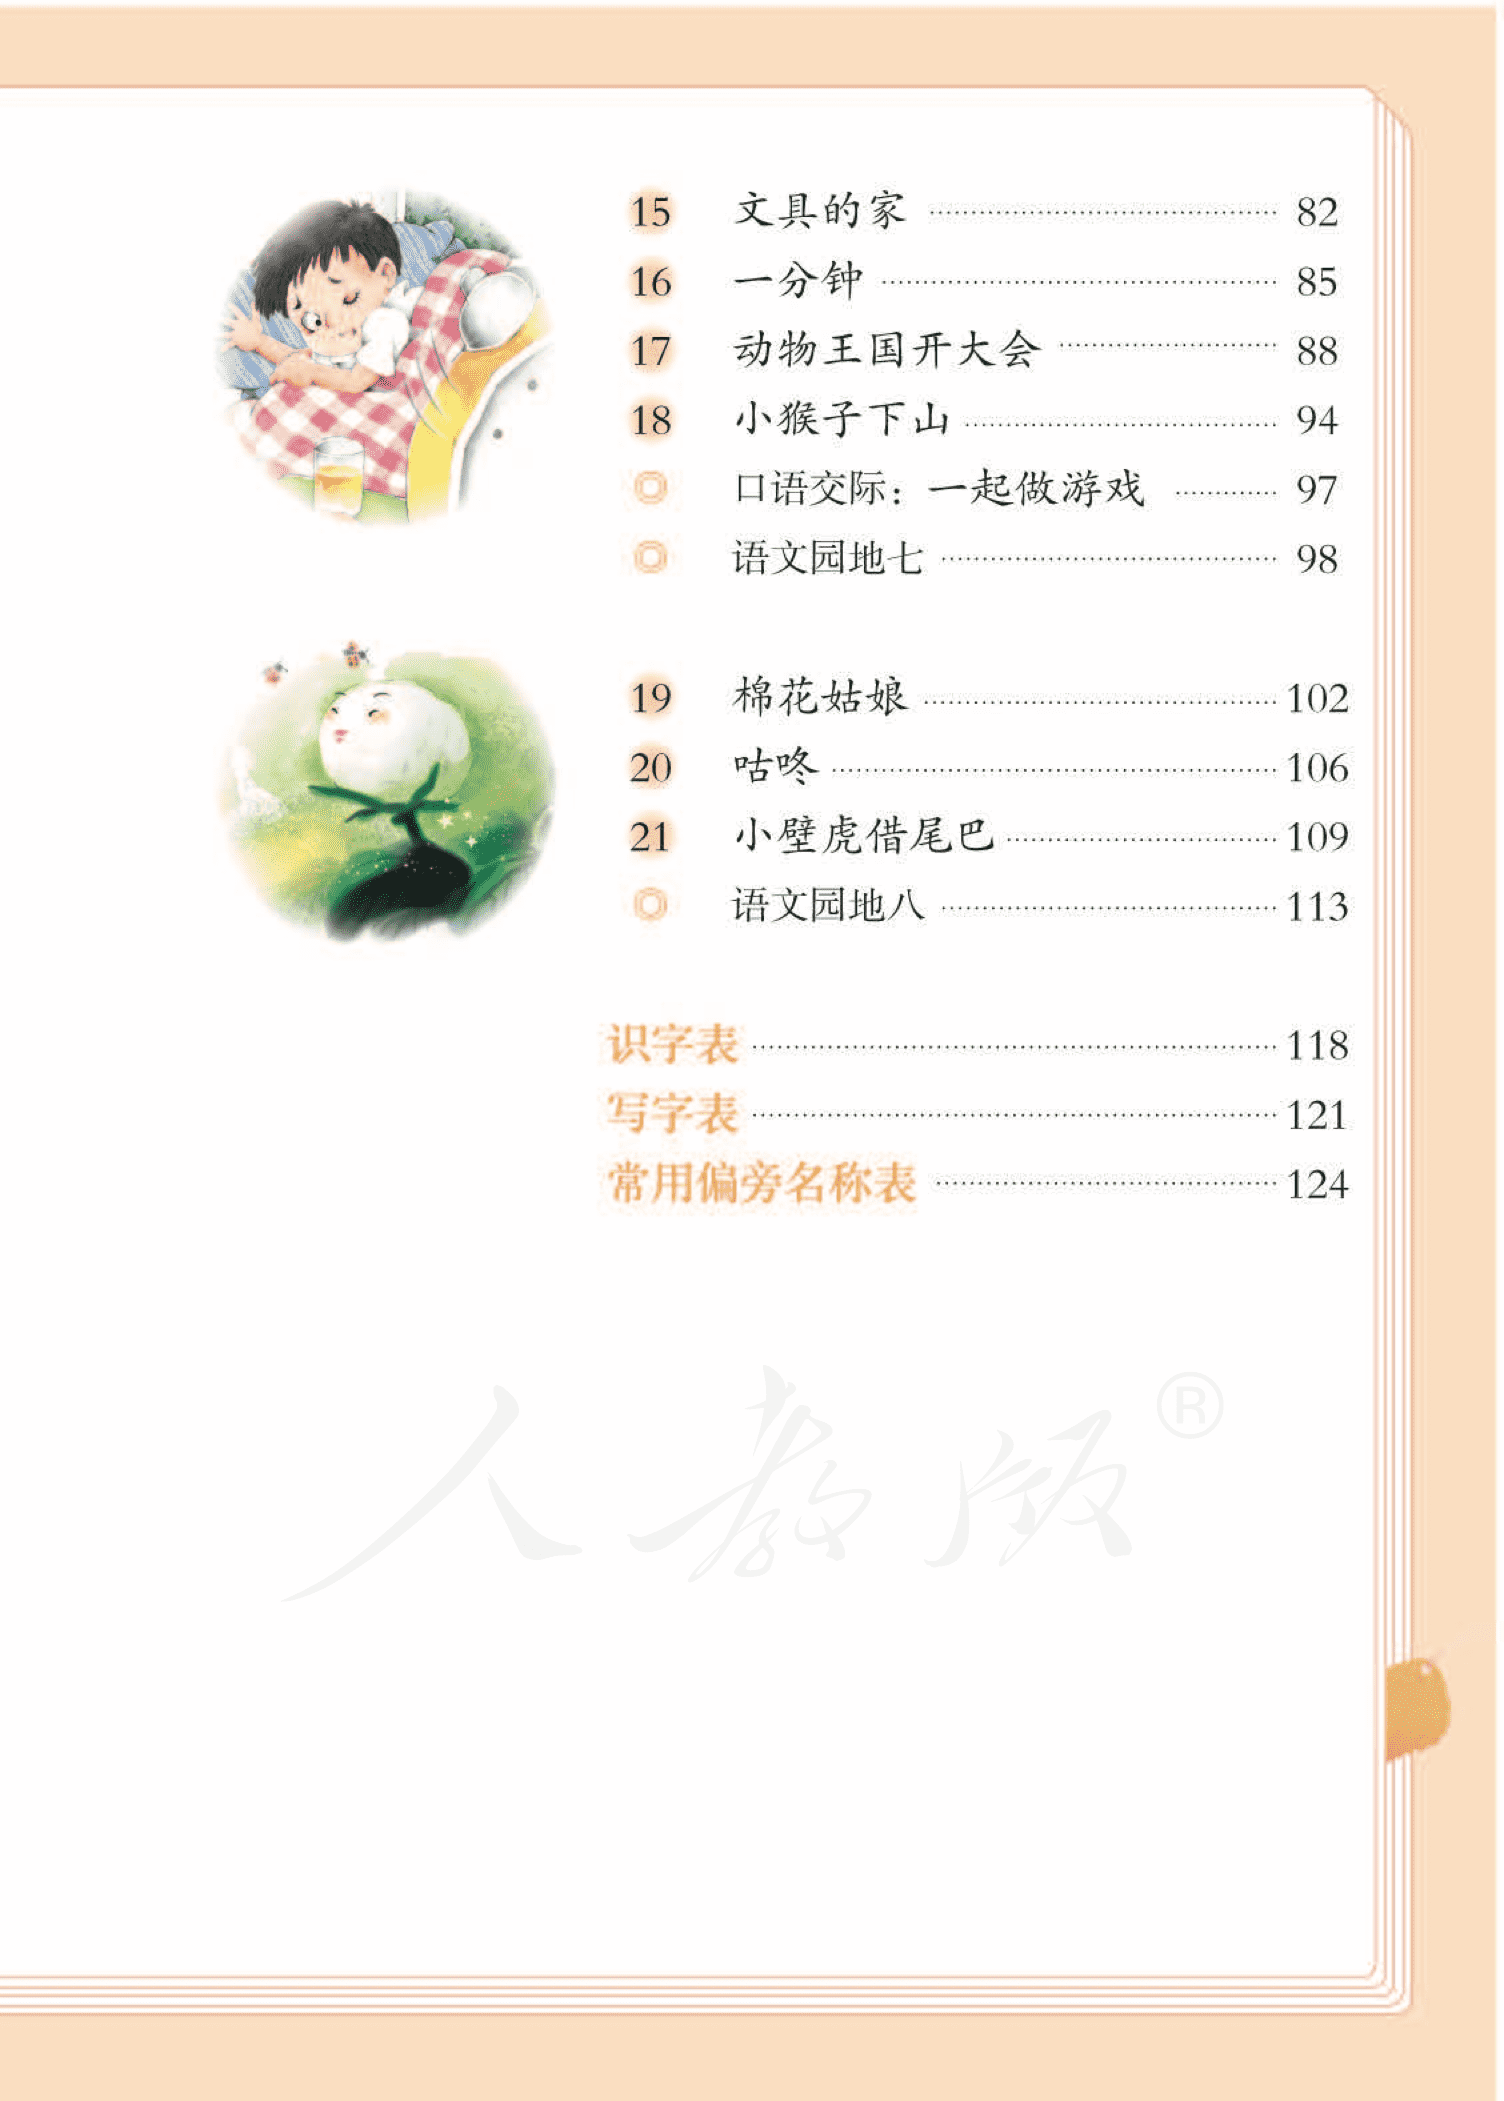 15 文具的家 82
16 一分钟 85
17 动物王国开大会 88
18 小猴子下山 94
口语交际：一起做游戏 97
语文园地七 98
19 棉花姑娘 102
20 咕咚 106
21 小壁虎借尾巴 109
语文园地八 113
识字表 118
写字表 121
常用偏旁名称表 124
人教版®